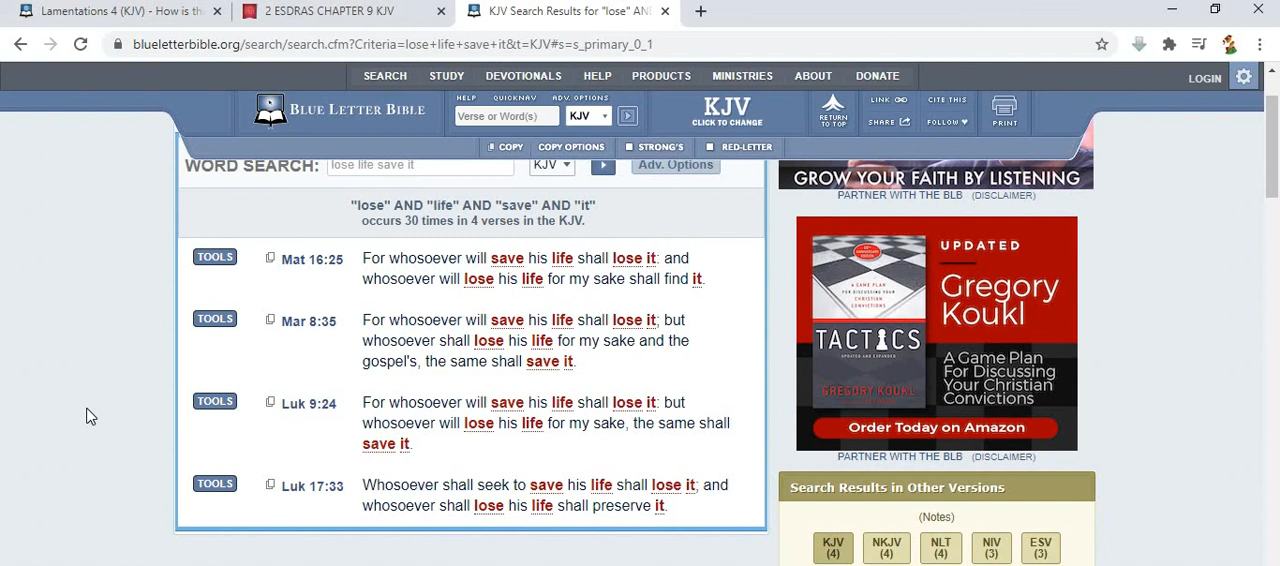 Lamentations 4 (KJV) - How is th
2 ESDRAS CHAPTER 9 KJV
KJV Search Results for "lose" AND
blueletterbible.org/search/search.cfm?Criteria=lose+life+save+it&t=KJV#s=s_primary_0_1
SEARCH STUDY DEVOTIONALS HELP PRODUCTS MINISTRIES ABOUT DONATE
LOGIN
BLUE LETTER BIBLE
HELP QUICKNAV ADV. OPTIONS
Verse or Word(s) KJV
KJV
CLICK TO CHANGE
RETURN
TO TOP
LINK CITE THIS
SHARE FOLLOW
PRINT
COPY COPY OPTIONS STRONG'S RED-LETTER
WORD SEARCH: lose life save it KJV Adv. Options
"lose" AND "life" AND "save" AND "it"
occurs 30 times in 4 verses in the KJV.
TOOLS Mat 16:25 For whosoever will save his life shall lose it: and
whosoever will lose his life for my sake shall find it.
TOOLS Mar 8:35 For whosoever will save his life shall lose it; but
whosoever shall lose his life for my sake and the
gospel's, the same shall save it.
TOOLS Luk 9:24 For whosoever will save his life shall lose it: but
whosoever will lose his life for my sake, the same shall
save it.
TOOLS Luk 17:33 Whosoever shall seek to save his life shall lose it; and
whosoever shall lose his life shall preserve it.
GROW YOUR FAITH BY LISTENING
PARTNER WITH THE BLB (DISCLAIMER)
UPDATED
Gregory
Koukl
TACTICS
UPDATED AND EXPANDED
GREGORY KOUKL
A Game Plan
For Discussing
Your Christian
Convictions
Order Today on Amazon
PARTNER WITH THE BLB (DISCLAIMER)
Search Results in Other Versions
(Notes)
KJV NKJV NLT NIV ESV
(4) (4) (4) (3) (3)